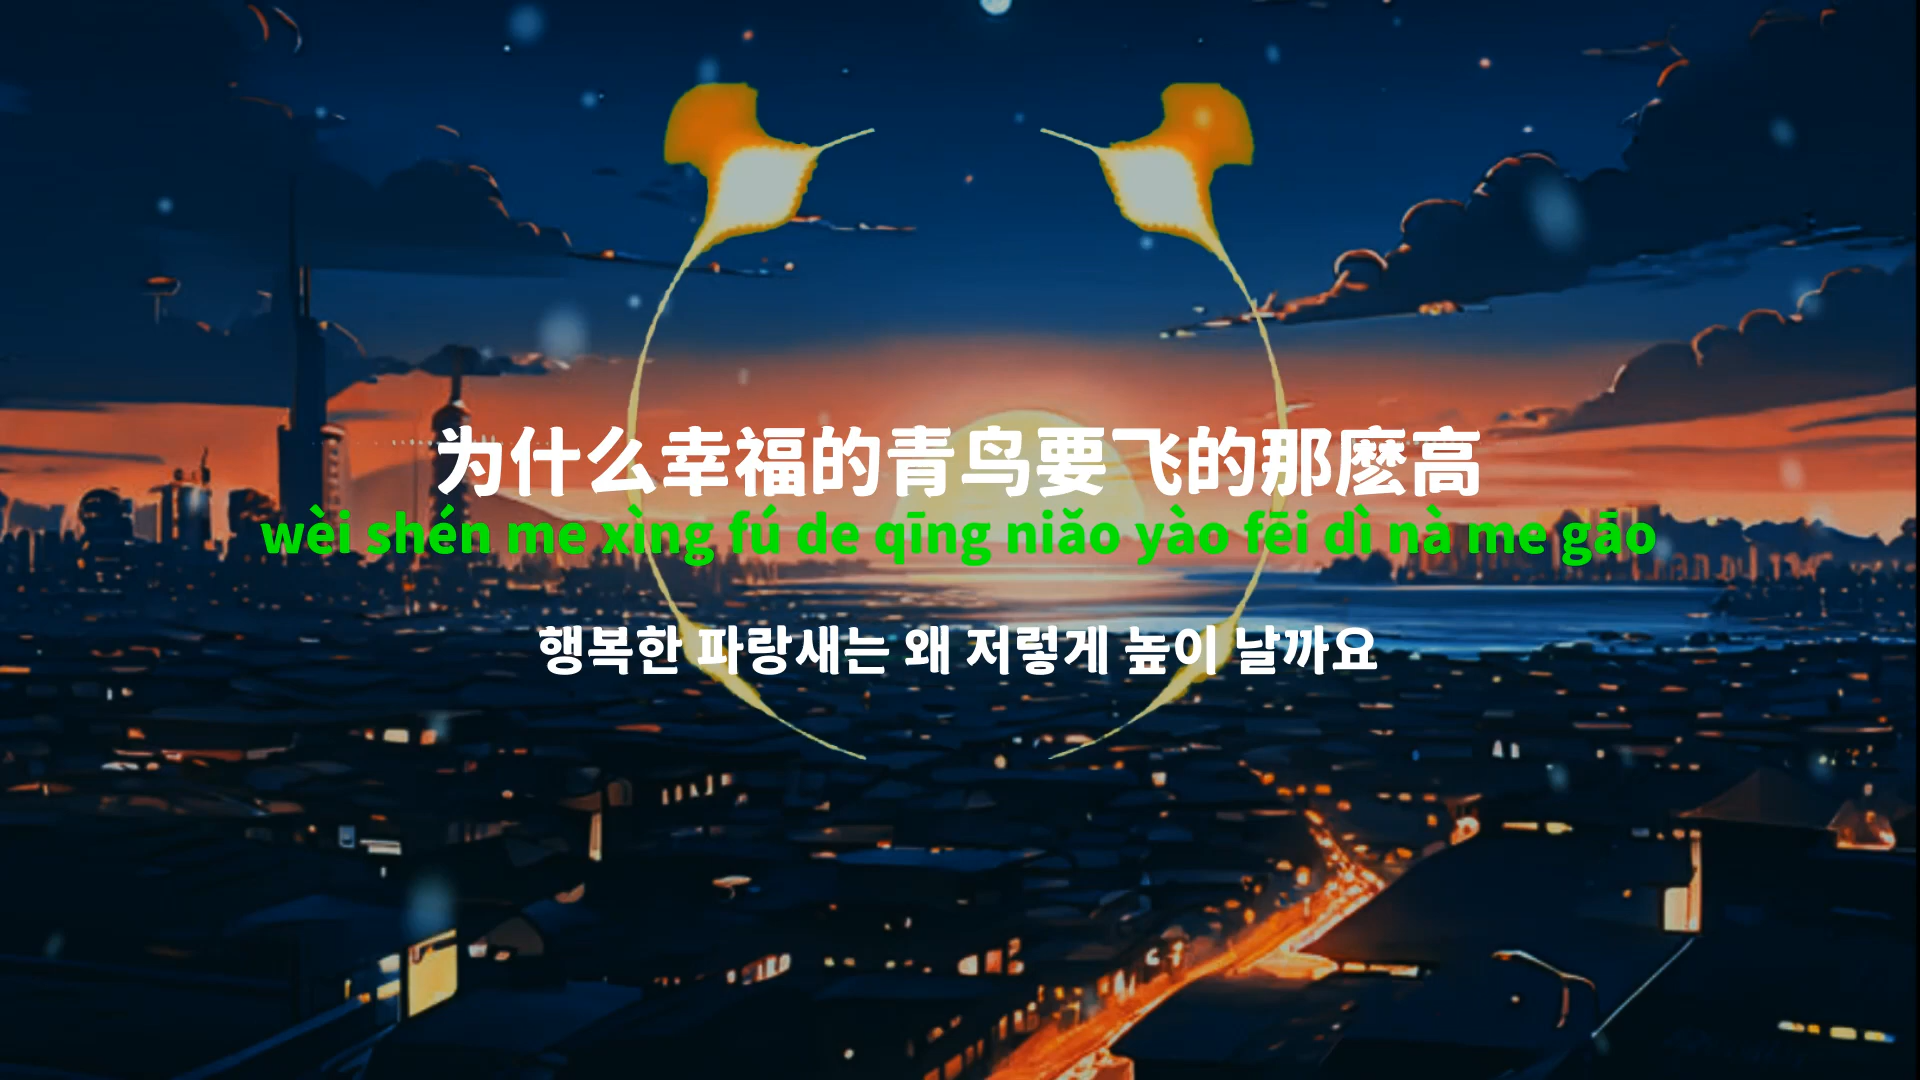 为什么幸福的青鸟要飞的那麽高
wèi shén me xìng fú de qīng niǎo yào fēi dì nà me gāo
행복한 파랑새는 왜 저렇게 높이 날까요